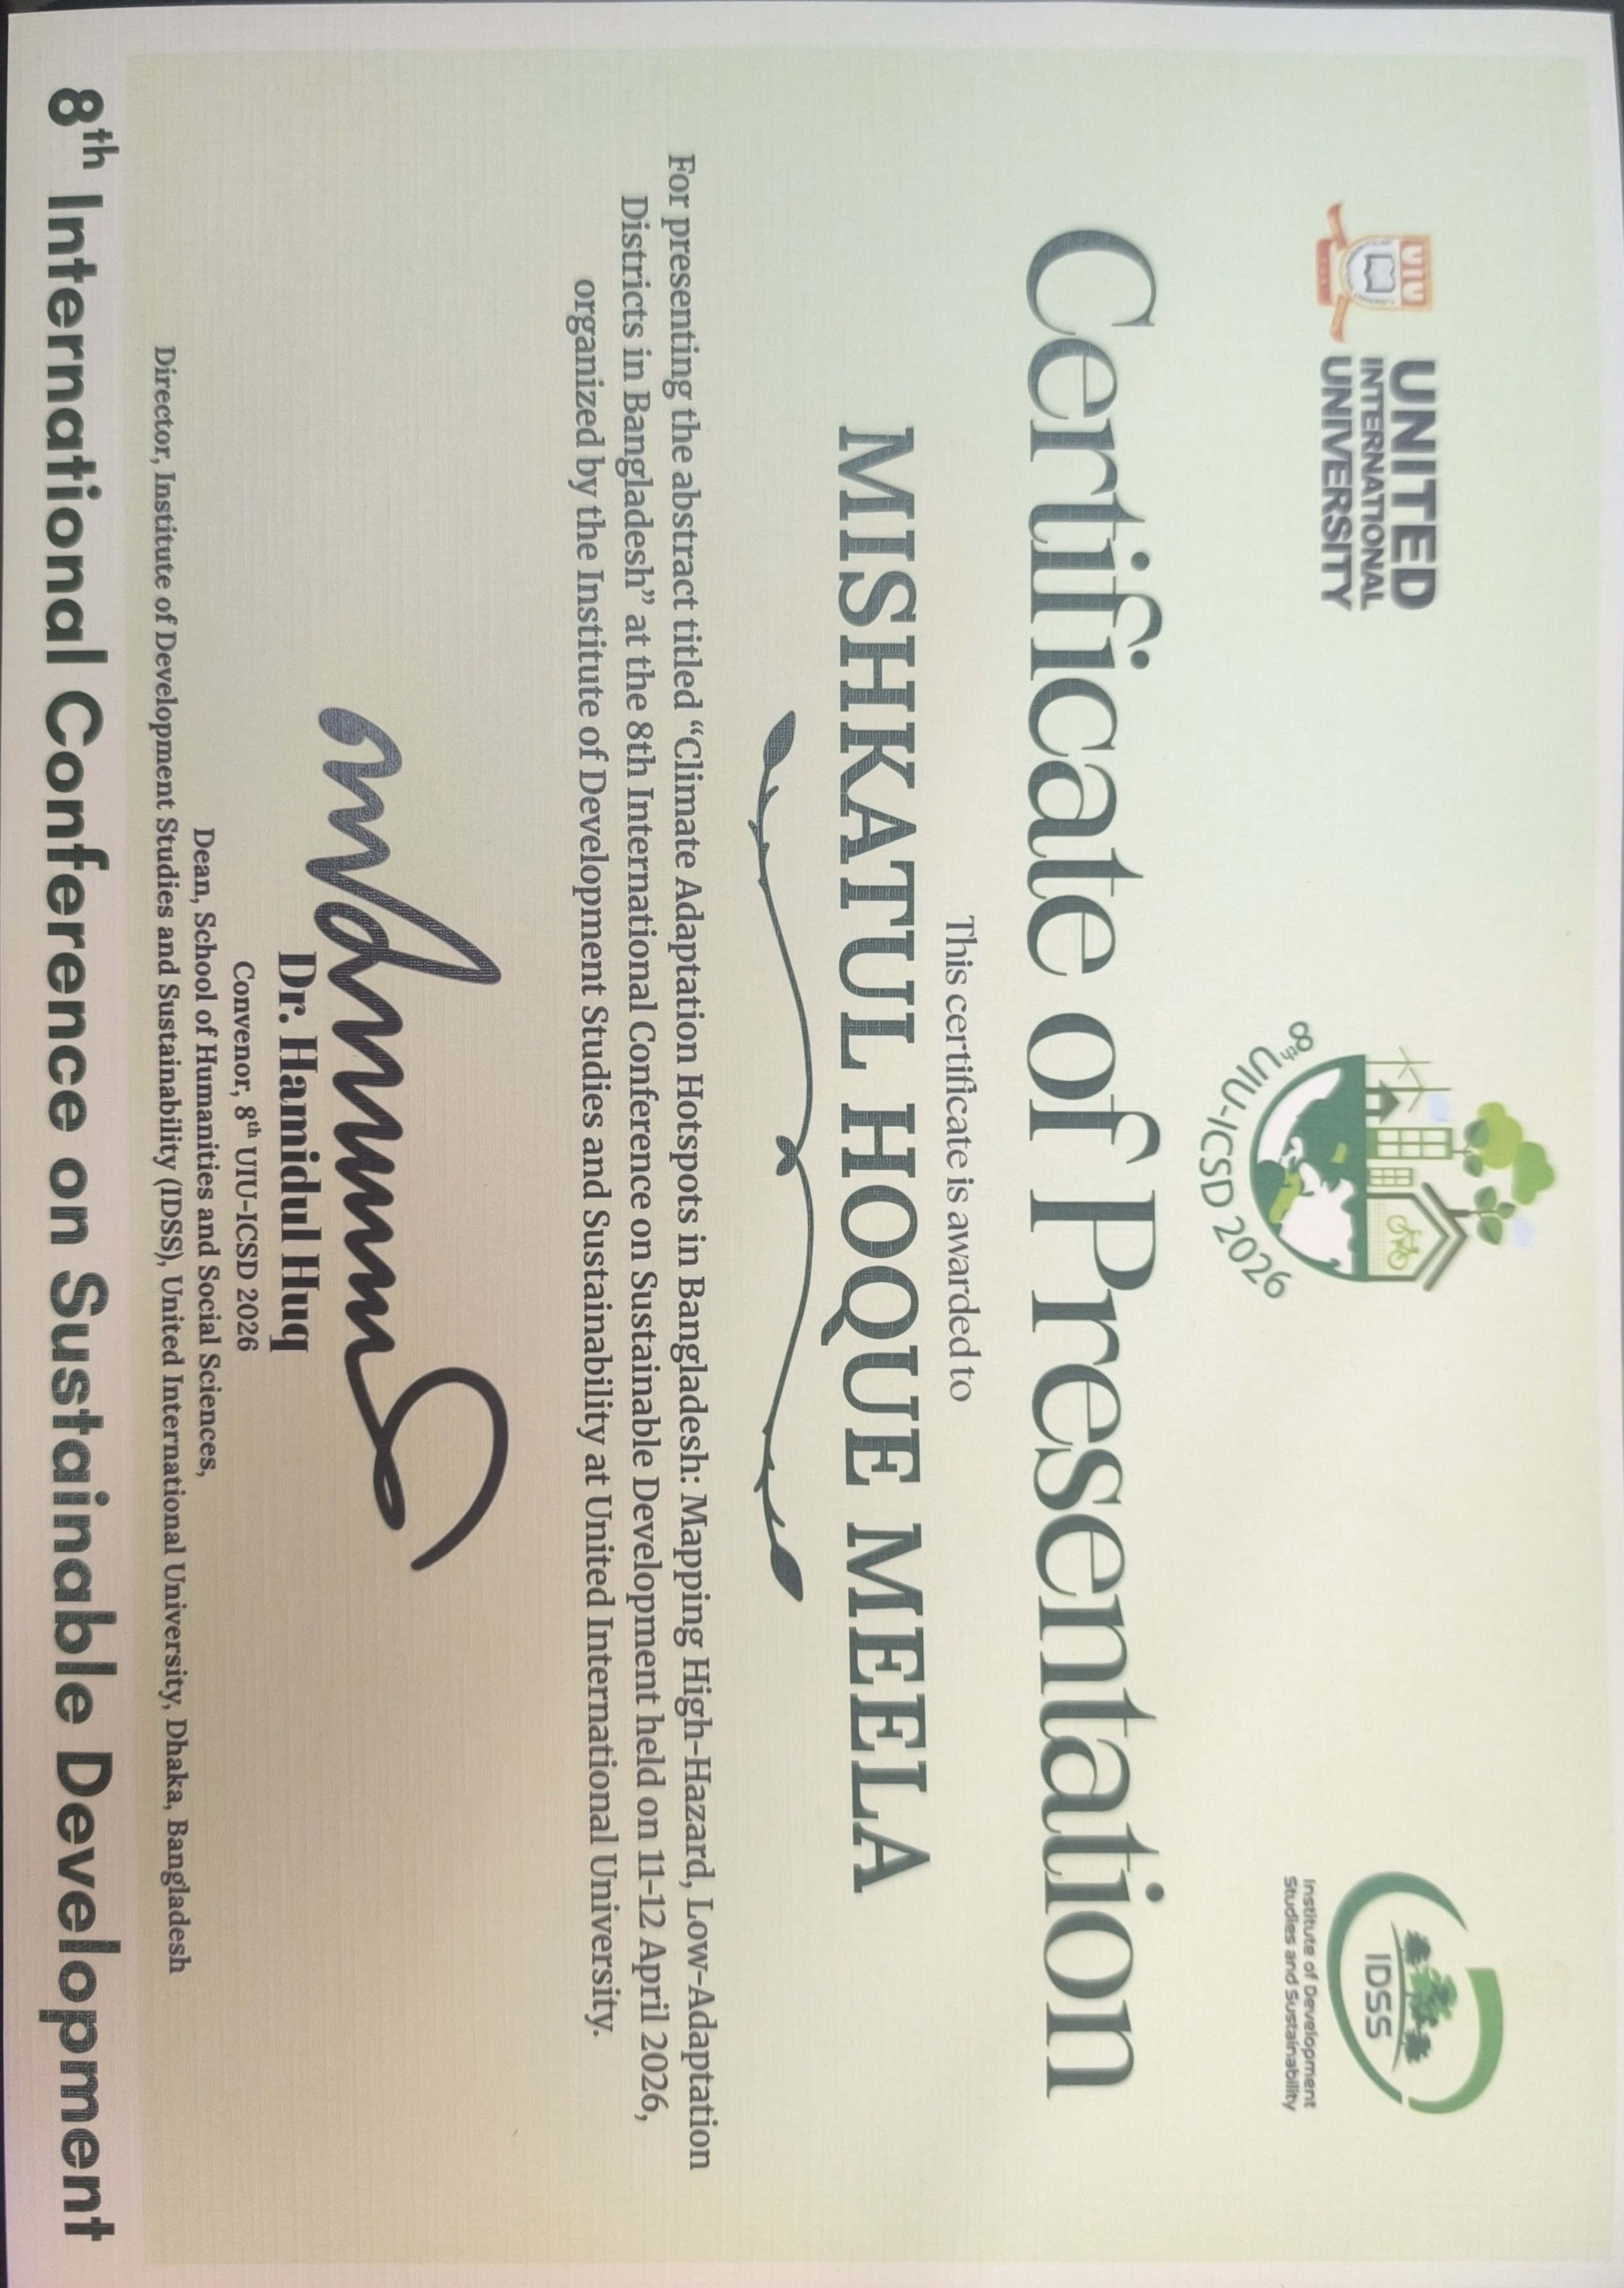 UIU
UNITED
INTERNATIONAL
UNIVERSITY
8th UIU-ICSD 2026
IDSS
Institute of Development
Studies and Sustainability
Certificate of Presentation
This certificate is awarded to
MISHKATUL HOQUE MEELA
For presenting the abstract titled “Climate Adaptation Hotspots in Bangladesh: Mapping High-Hazard, Low-Adaptation
Districts in Bangladesh” at the 8th International Conference on Sustainable Development held on 11-12 April 2026,
organized by the Institute of Development Studies and Sustainability at United International University.
Dr. Hamidul Huq
Convenor, 8th UIU-ICSD 2026
Dean, School of Humanities and Social Sciences,
Director, Institute of Development Studies and Sustainability (IDSS), United International University, Dhaka, Bangladesh
8th International Conference on Sustainable Development